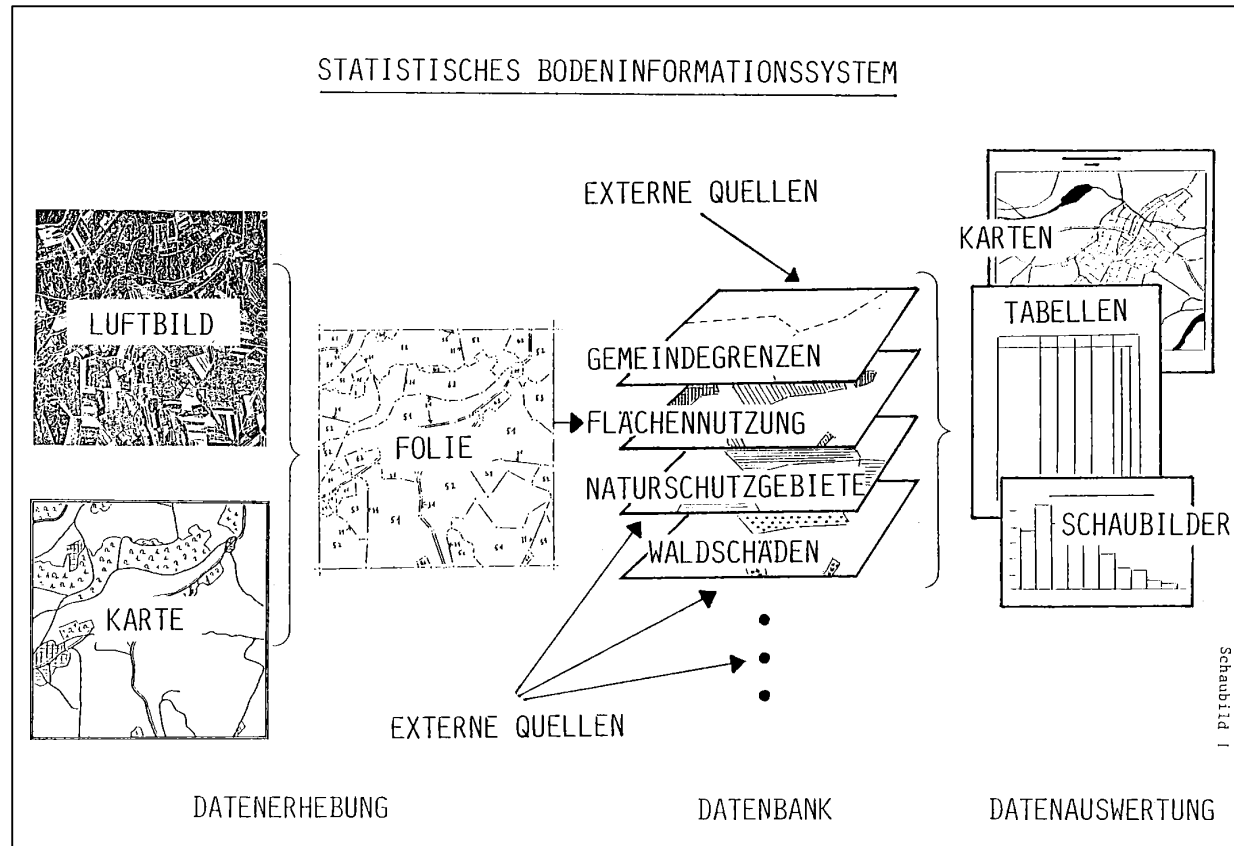 STATISTISCHES BODENINFORMATIONSSYSTEM
EXTERNE QUELLEN
LUFTBILD
KARTE
FOLIE
GEMEINDEGRENZEN
FLÄCHENNUTZUNG
NATURSCHUTZGEBIETE
WALDSCHÄDEN
EXTERNE QUELLEN
KARTEN
TABELLEN
SCHAUBILDER
Schaubild I
DATENERHEBUNG
DATENBANK
DATENAUSWERTUNG